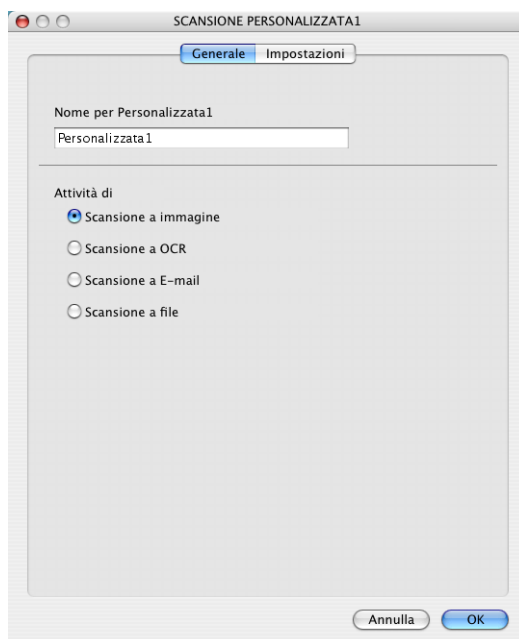 SCANSIONE PERSONALIZZATA1
Generale Impostazioni
Nome per Personalizzata1
Personalizzata1
Attività di
Scansione a immagine
Scansione a OCR
Scansione a E-mail
Scansione a file
Annulla OK